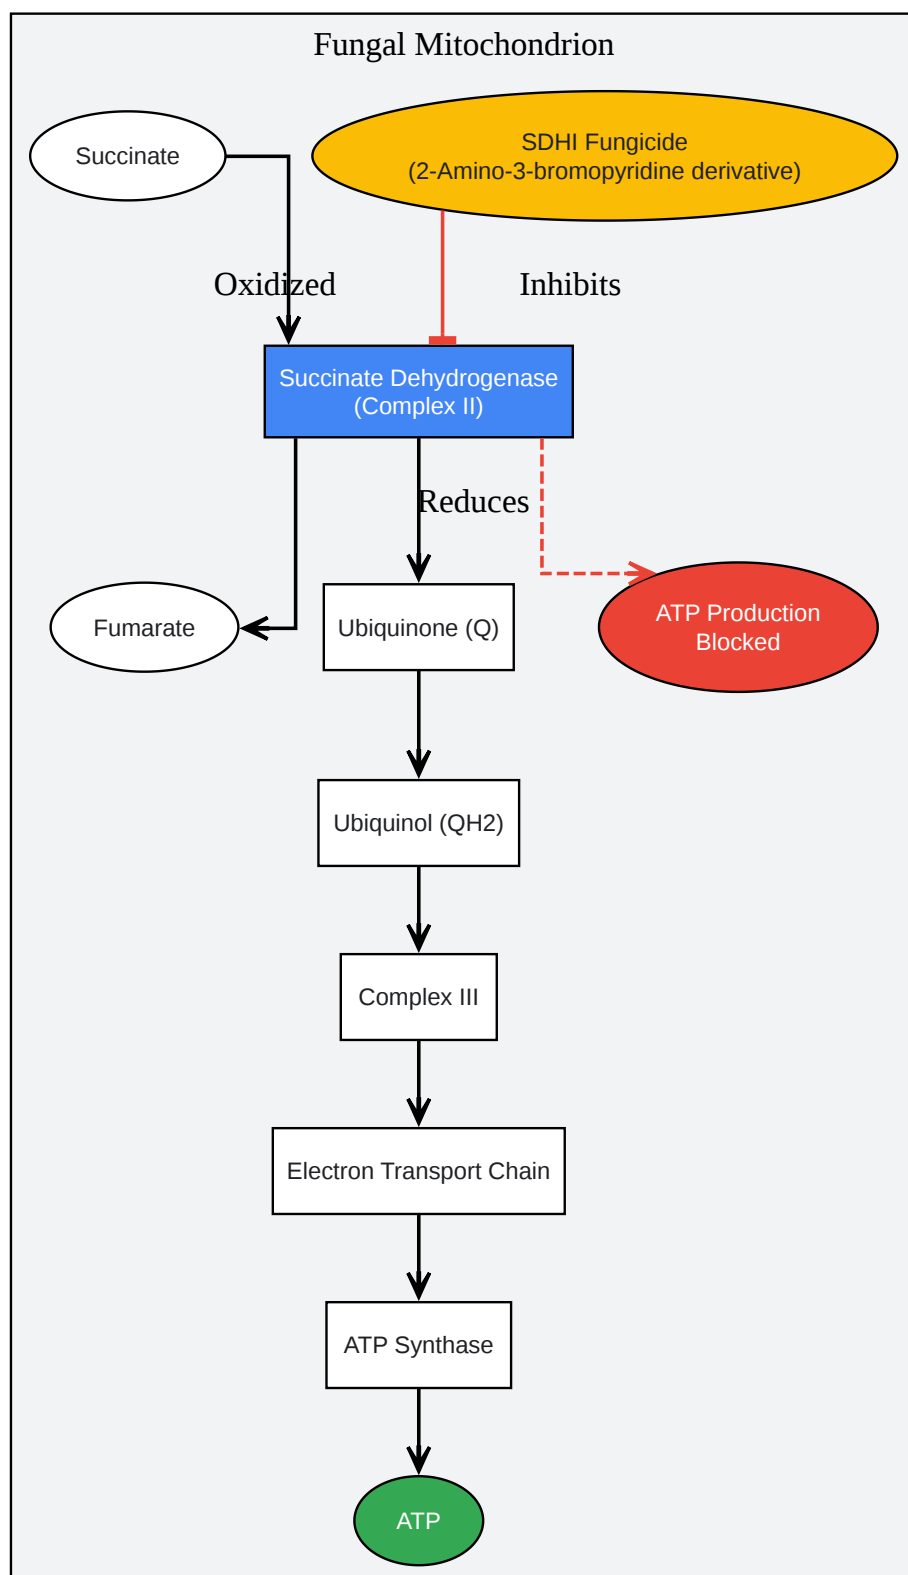 Fungal Mitochondrion
Succinate
SDHI Fungicide
(2-Amino-3-bromopyridine derivative)
Oxidized
Inhibits
Succinate Dehydrogenase
(Complex II)
Reduces
Fumarate
Ubiquinone (Q)
ATP Production
Blocked
Ubiquinol (QH2)
Complex III
Electron Transport Chain
ATP Synthase
ATP